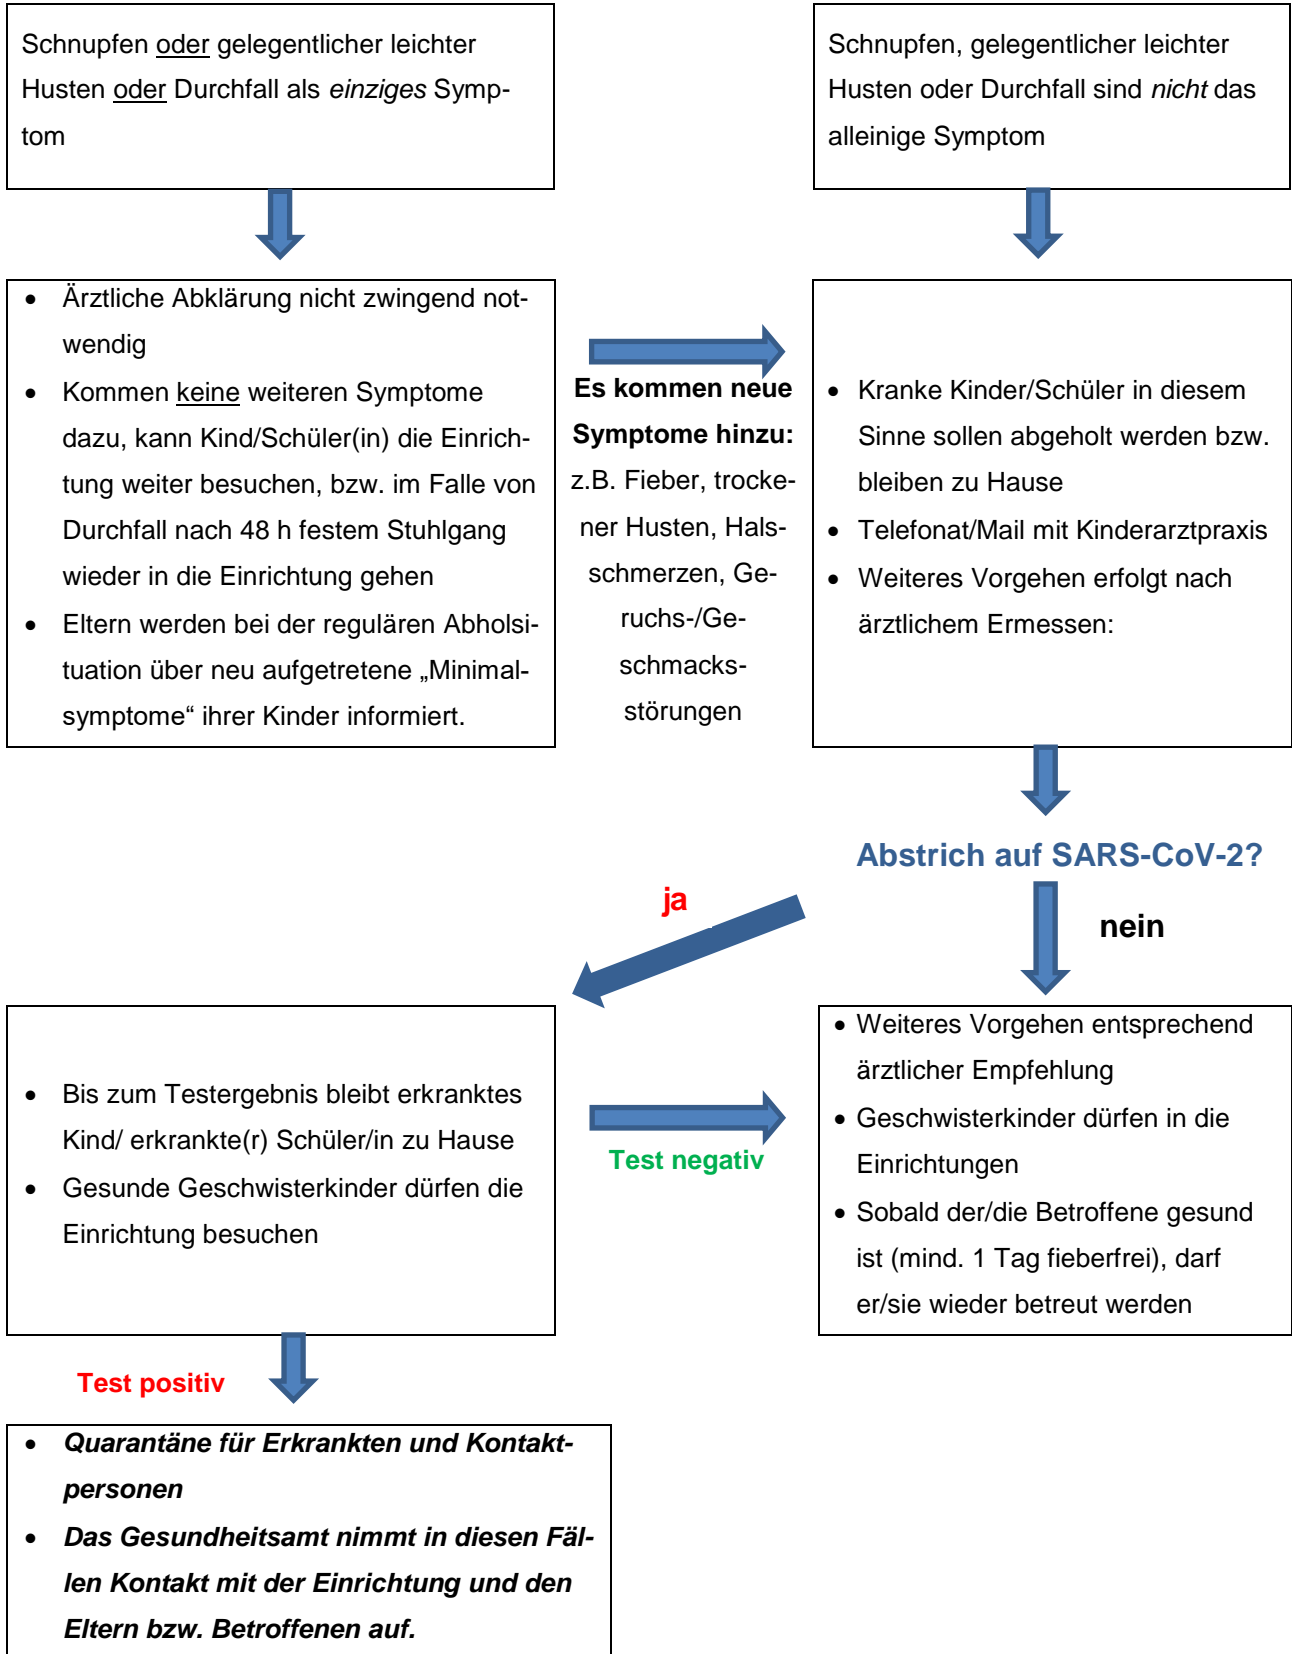 Schnupfen oder gelegentlicher leichter
Husten oder Durchfall als einziges Symp-
tom
Schnupfen, gelegentlicher leichter
Husten oder Durchfall sind nicht das
alleinige Symptom
• Ärztliche Abklärung nicht zwingend not-
wendig
• Kommen keine weiteren Symptome
dazu, kann Kind/Schüler(in) die Einrich-
tung weiter besuchen, bzw. im Falle von
Durchfall nach 48 h festem Stuhlgang
wieder in die Einrichtung gehen
• Eltern werden bei der regulären Abholsi-
tuation über neu aufgetretene „Minimal-
symptome“ ihrer Kinder informiert.
Es kommen neue
Symptome hinzu:
z.B. Fieber, trocke-
ner Husten, Hals-
schmerzen, Ge-
ruchs-/Ge-
schmacks-
störungen
• Kranke Kinder/Schüler in diesem
Sinne sollen abgeholt werden bzw.
bleiben zu Hause
• Telefonat/Mail mit Kinderarztpraxis
• Weiteres Vorgehen erfolgt nach
ärztlichem Ermessen:
Abstrich auf SARS-CoV-2?
ja
nein
• Bis zum Testergebnis bleibt erkranktes
Kind/ erkrankte(r) Schüler/in zu Hause
• Gesunde Geschwisterkinder dürfen die
Einrichtung besuchen
Test negativ
• Weiteres Vorgehen entsprechend
ärztlicher Empfehlung
• Geschwisterkinder dürfen in die
Einrichtungen
• Sobald der/die Betroffene gesund
ist (mind. 1 Tag fieberfrei), darf
er/sie wieder betreut werden
Test positiv
• Quarantäne für Erkrankten und Kontakt-
personen
• Das Gesundheitsamt nimmt in diesen Fäl-
len Kontakt mit der Einrichtung und den
Eltern bzw. Betroffenen auf.